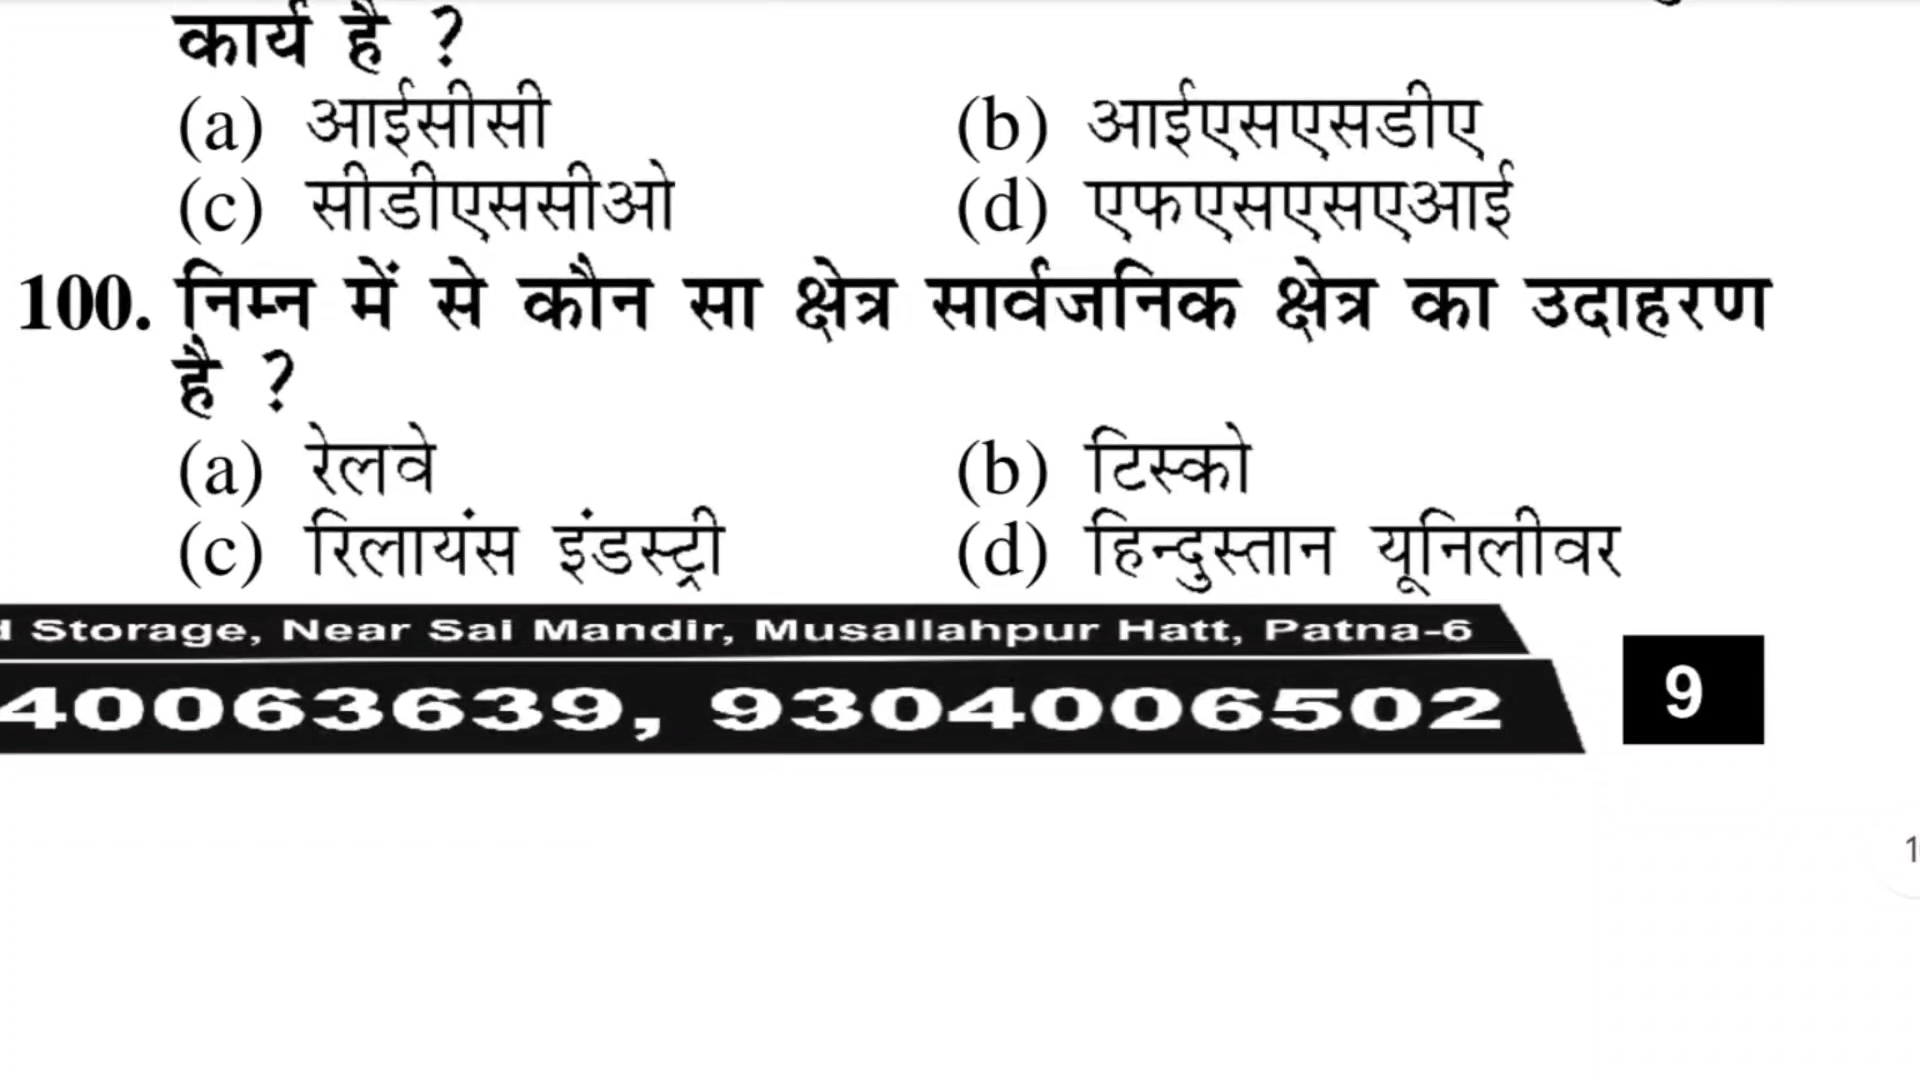 कार्य है ?
(a) आईसीसी (b) आईएसएसडीए
(c) सीडीएससीओ (d) एफएसएसएआई
100. निम्न में से कौन सा क्षेत्र सार्वजनिक क्षेत्र का उदाहरण
है ?
(a) रेलवे (b) टिस्को
(c) रिलायंस इंडस्ट्री (d) हिन्दुस्तान यूनिलीवर
Storage, Near Sai Mandir, Musallahpur Hatt, Patna-6
40063639, 9304006502
9